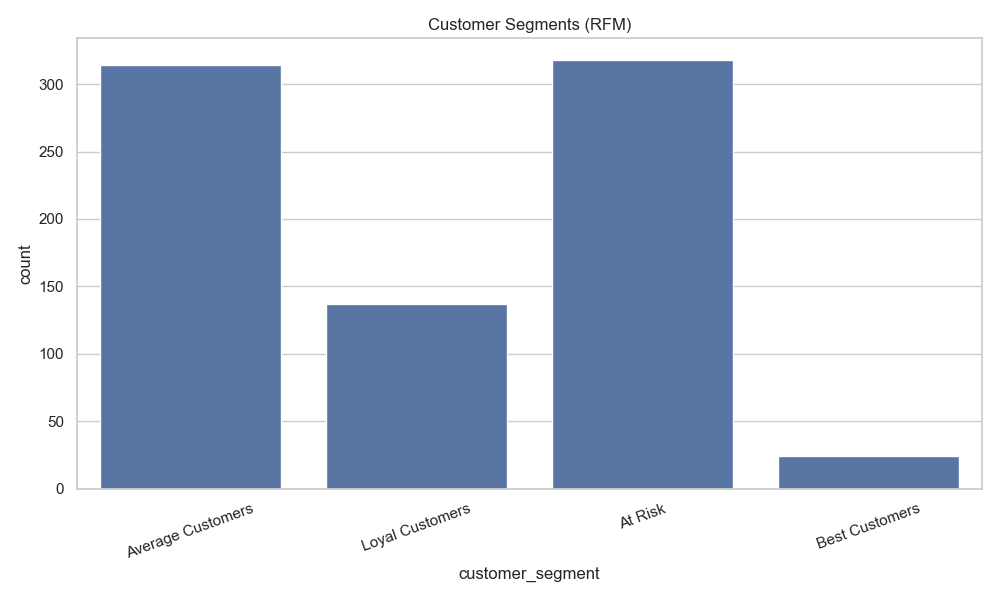 Customer Segments (RFM)
count
300
250
200
150
100
50
0
Average Customers
Loyal Customers
At Risk
Best Customers
customer_segment